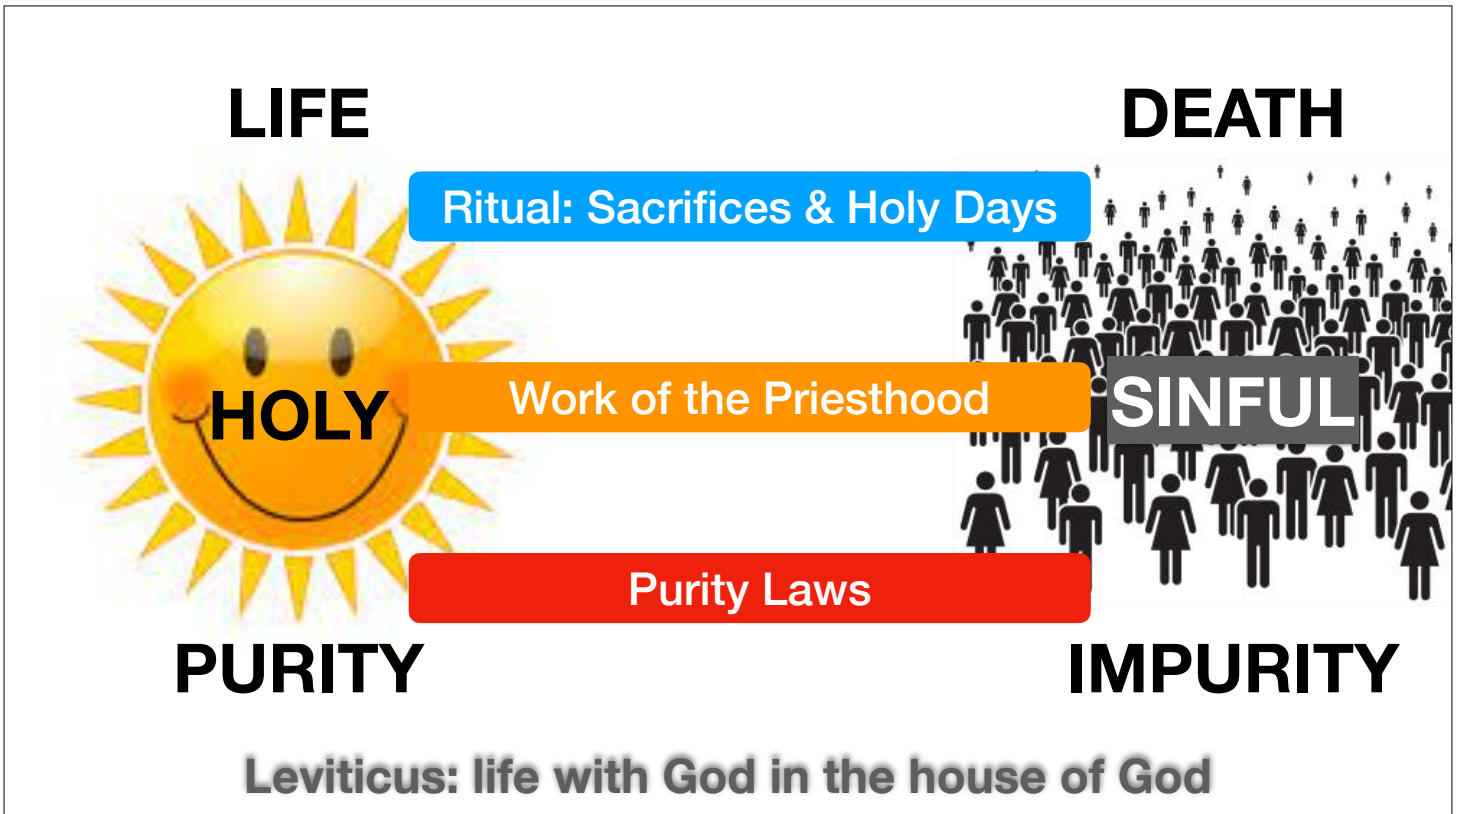 LIFE
DEATH
Ritual: Sacrifices & Holy Days
HOLY
Work of the Priesthood
SINFUL
Purity Laws
PURITY
IMPURITY
Leviticus: life with God in the house of God